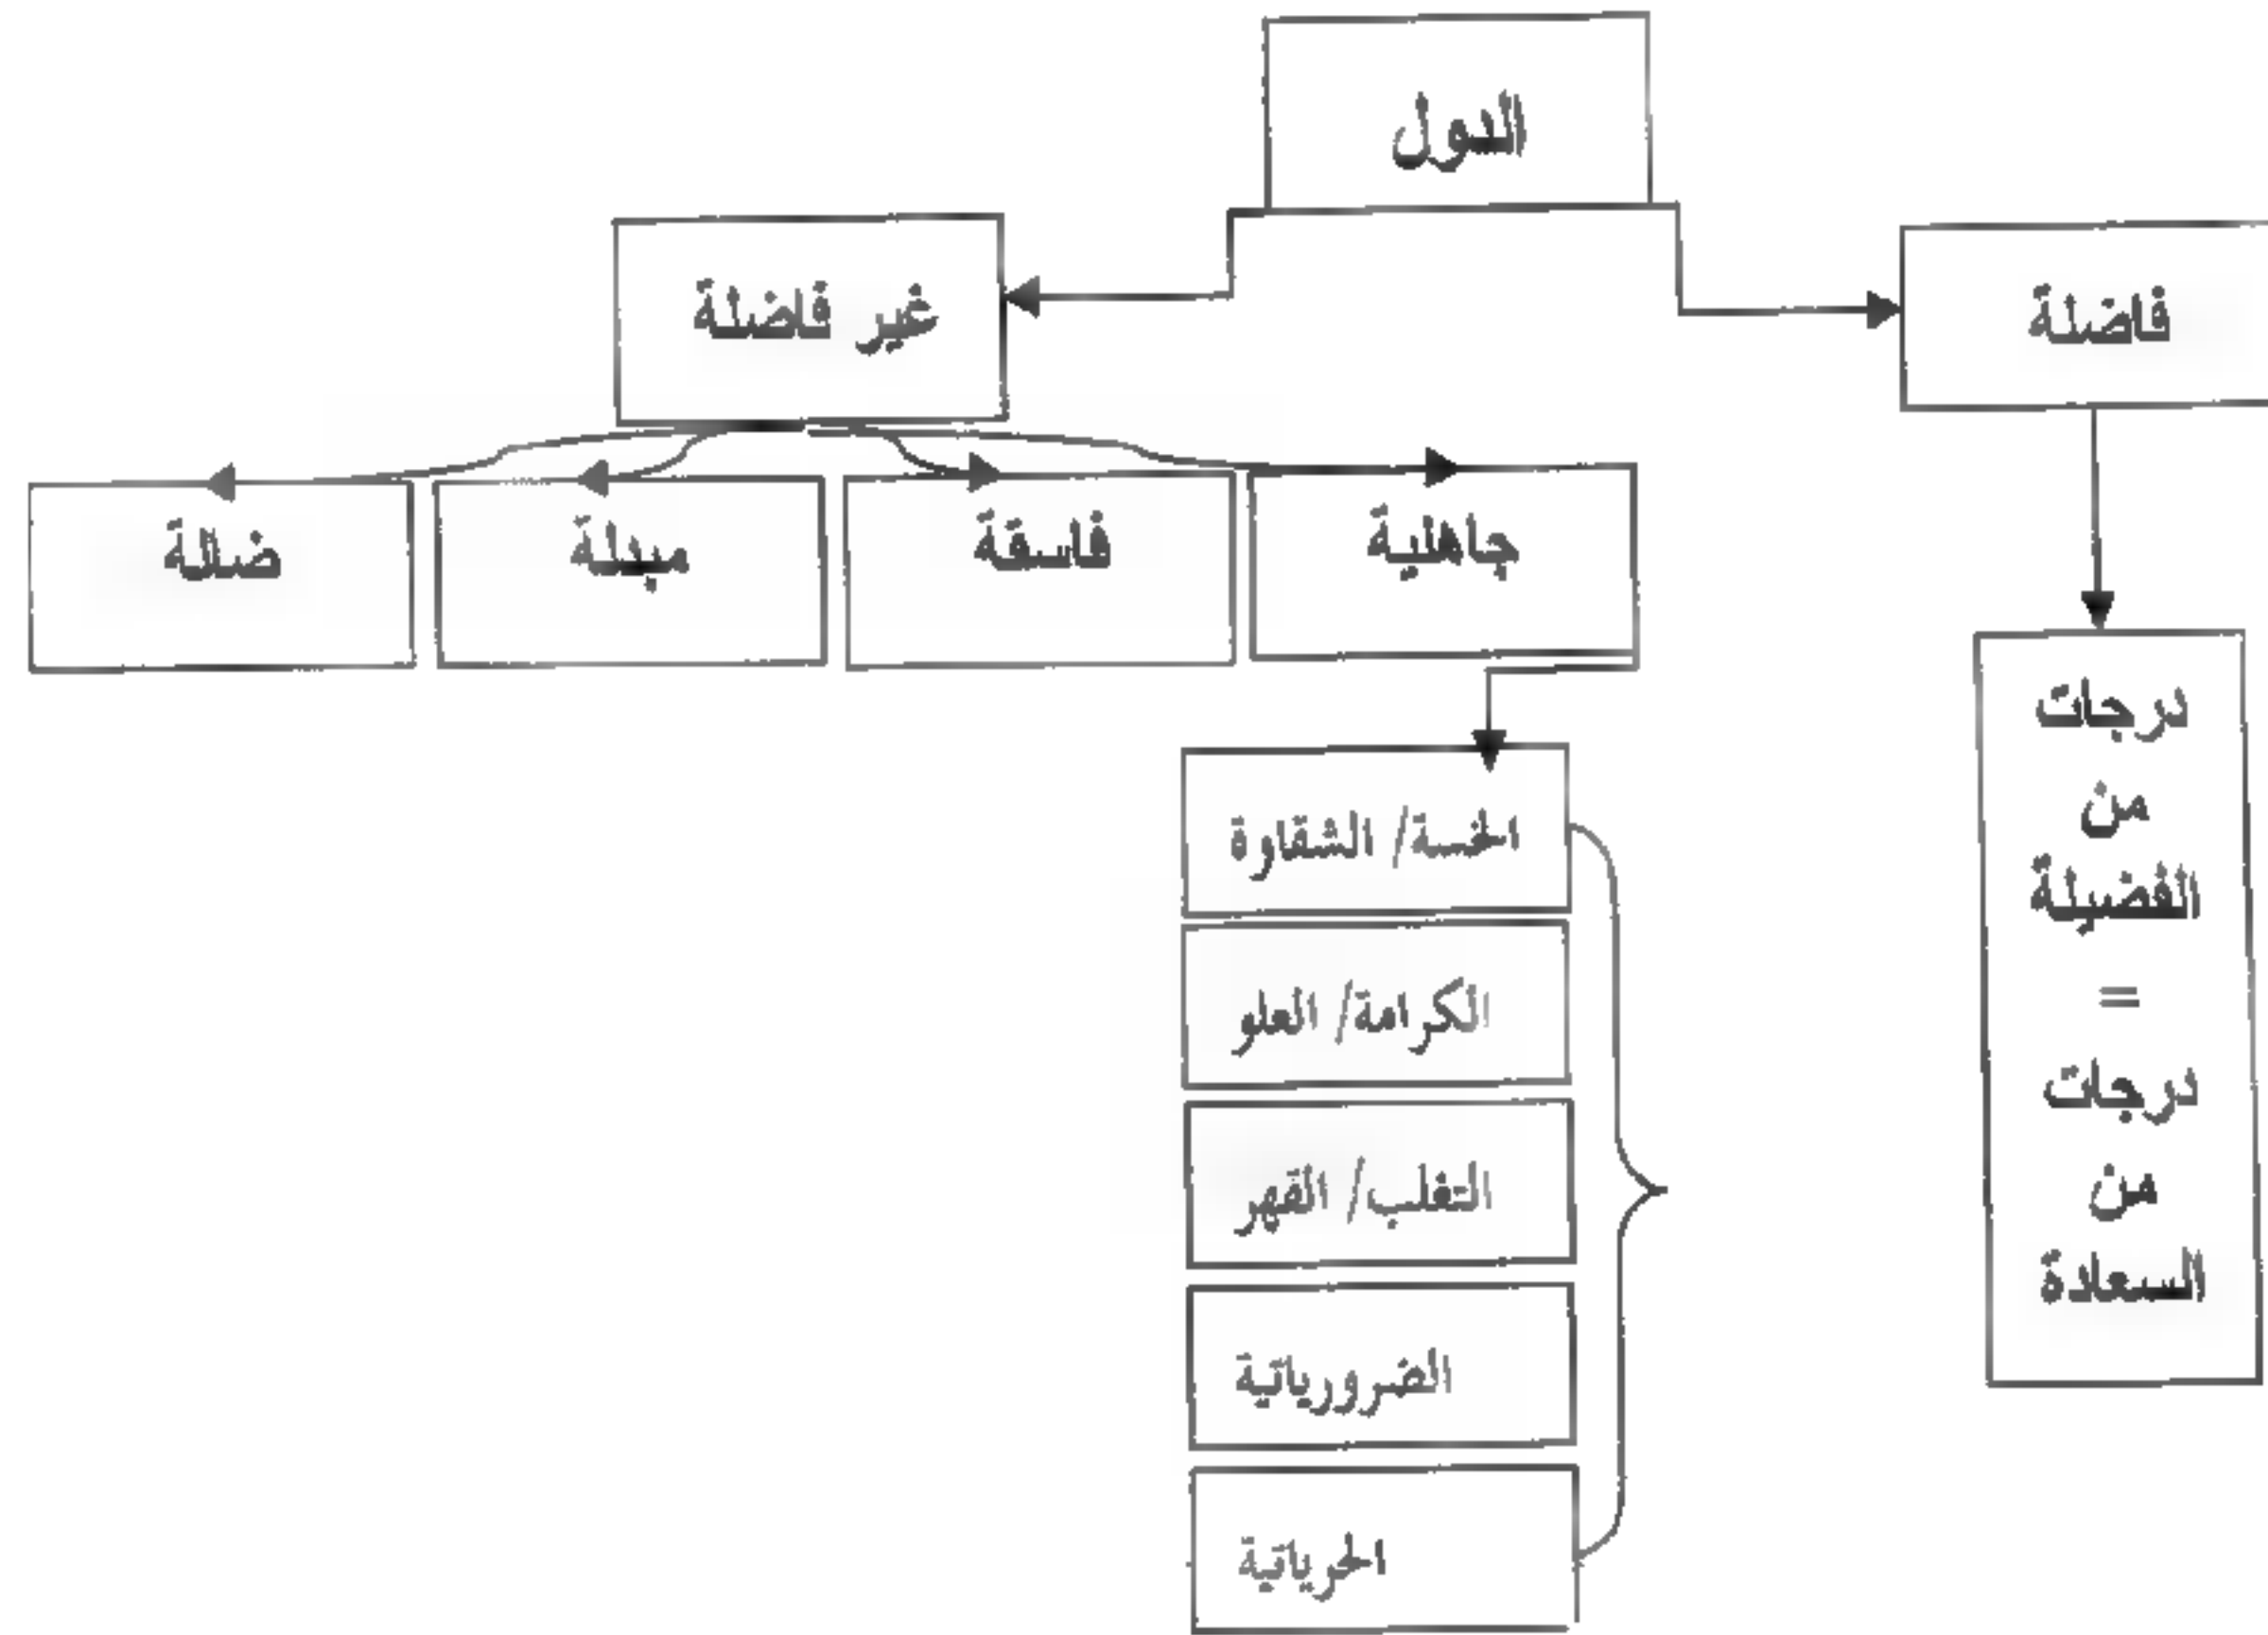 الدول
فاضلة
غير فاضلة
جاهلية
فاسقة
مبدلة
ضالة
درجات
من
الفضيلة
=
درجات
من
السعادة
الخسة/ الشقاوة
الكرامة/ العلو
التغلب/ القهر
الضرورياتية
الحرياتية